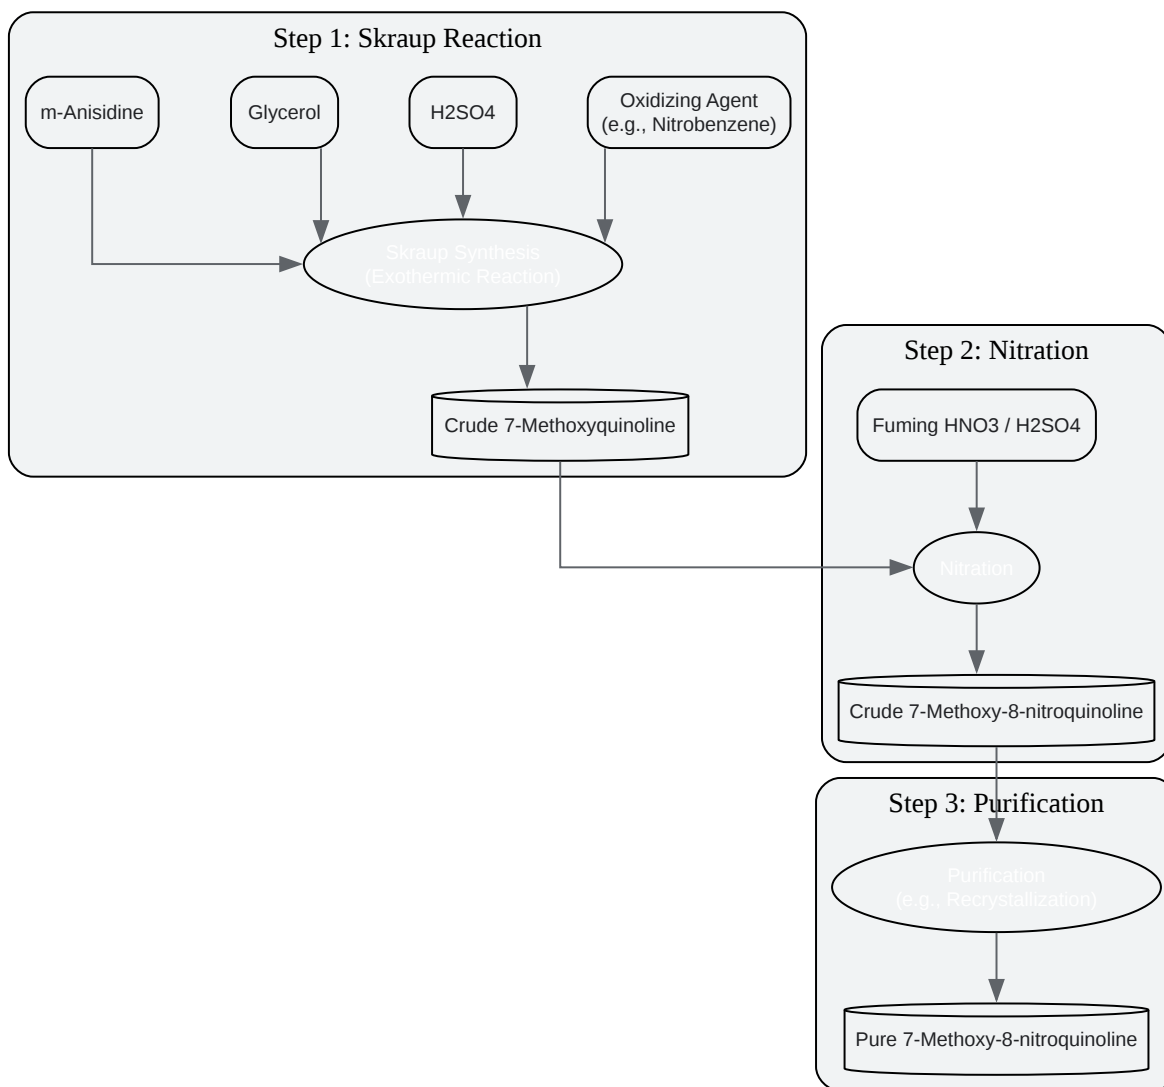 Step 1: Skraup Reaction
m-Anisidine
Glycerol
H2SO4
Oxidizing Agent
(e.g., Nitrobenzene)
Skraup Synthesis
(Exothermic Reaction)
Crude 7-Methoxyquinoline
Step 2: Nitration
Fuming HNO3 / H2SO4
Nitration
Crude 7-Methoxy-8-nitroquinoline
Step 3: Purification
Purification
(e.g., Recrystallization)
Pure 7-Methoxy-8-nitroquinoline